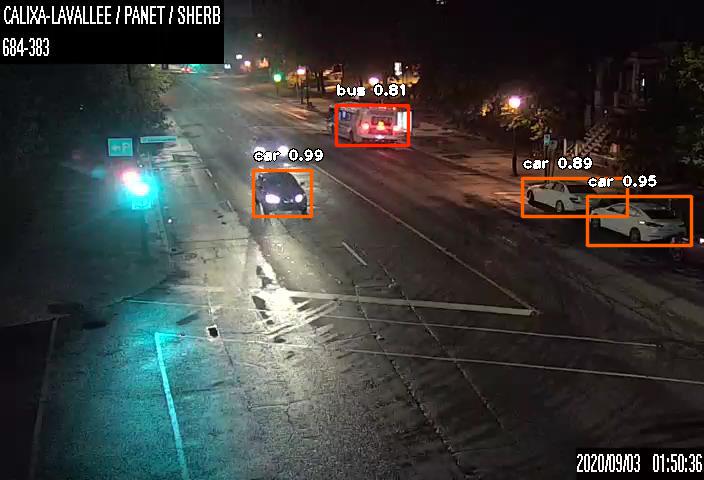 CALIXA-LAVALLEE / PANET / SHERB
684-383
bus 0.81
car 0.99
car 0.89
car 0.95
2020/09/03 01:50:36